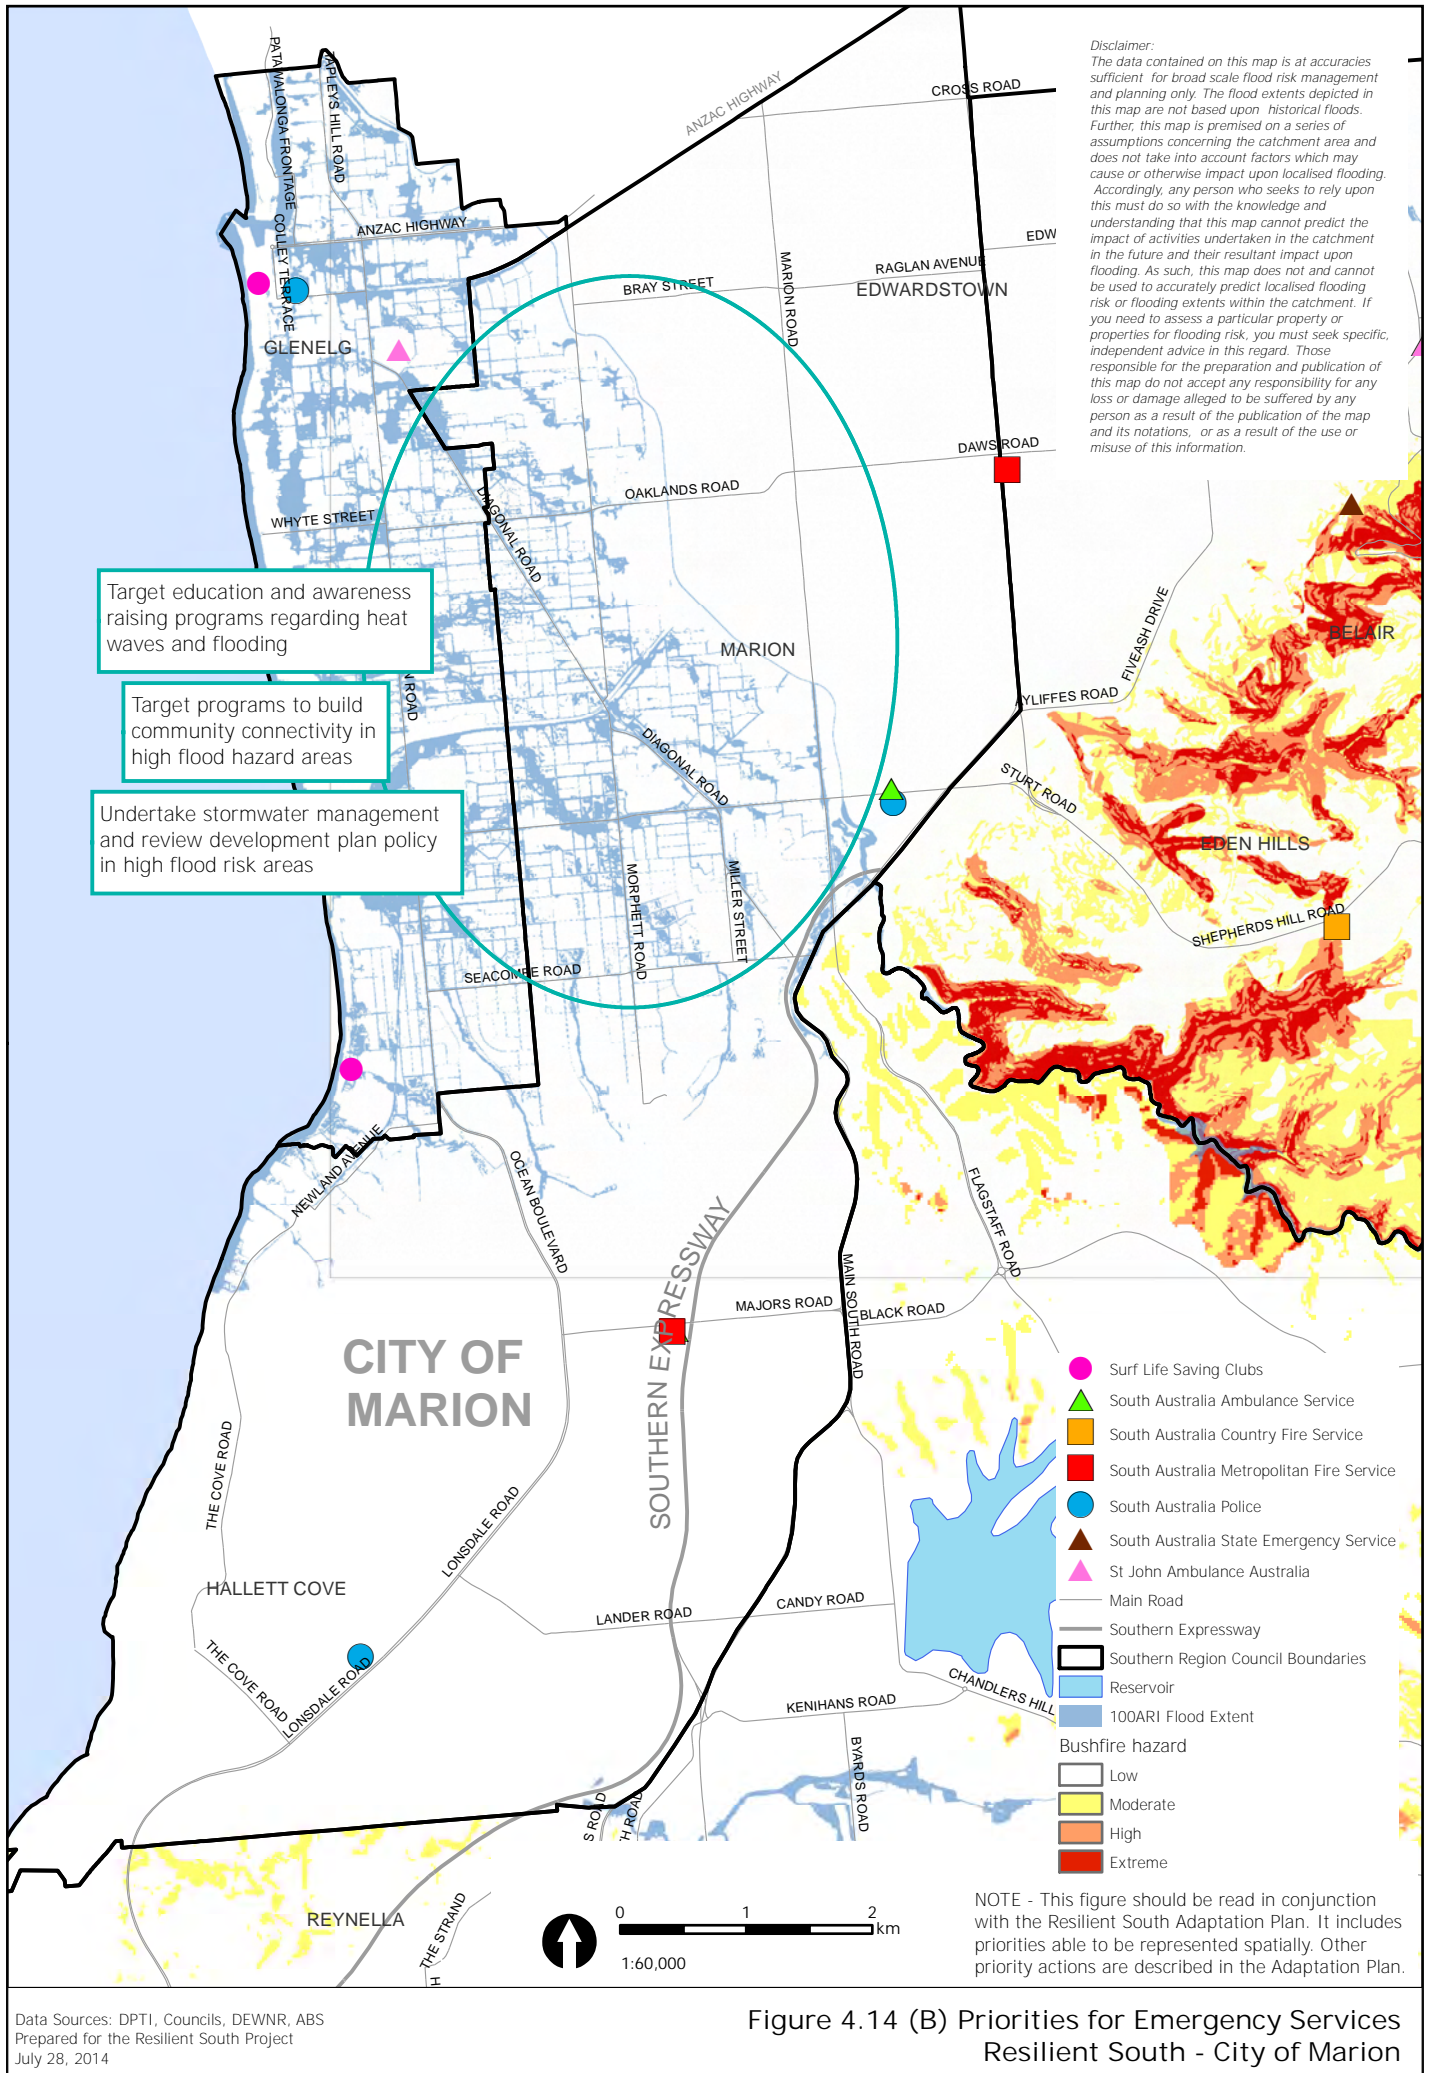 Disclaimer:
The data contained on this map is at accuracies
sufficient for broad scale flood risk management
and planning only. The flood extents depicted in
this map are not based upon historical floods.
Further, this map is premised on a series of
assumptions concerning the catchment area and
does not take into account factors which may
cause or otherwise impact upon localised flooding.
Accordingly, any person who seeks to rely upon
this must do so with the knowledge and
understanding that this map cannot predict the
impact of activities undertaken in the catchment
in the future and their resultant impact upon
flooding. As such, this map does not and cannot
be used to accurately predict localised flooding
risk or flooding extents within the catchment. If
you need to assess a particular property or
properties for flooding risk, you must seek specific,
independent advice in this regard. Those
responsible for the preparation and publication of
this map do not accept any responsibility for any
loss or damage alleged to be suffered by any
person as a result of the publication of the map
and its notations, or as a result of the use or
misuse of this information.
PATAWALONGA FRONTAGE
TAPLEYS HILL ROAD
ANZAC HIGHWAY
CROSS ROAD
ANZAC HIGHWAY
COLLEY TERRACE
EDW
RAGLAN AVENUE
MARION ROAD
BRAY STREET
EDWARDSTOWN
GLENELG
DAWS ROAD
OAKLANDS ROAD
WHYTE STREET
DIAGONAL ROAD
Target education and awareness
raising programs regarding heat
waves and flooding
FIVEASH DRIVE
BELAIR
MARION
N ROAD
AYLIFFES ROAD
Target programs to build
community connectivity in
high flood hazard areas
DIAGONAL ROAD
STURT ROAD
Undertake stormwater management
and review development plan policy
in high flood risk areas
EDEN HILLS
MORPHETT ROAD
MILLER STREET
SHEPHERDS HILL ROAD
SEACOMBE ROAD
NEWLAND AVENUE
OCEAN BOULEVARD
FLAGSTAFF ROAD
SOUTHERN EXPRESSWAY
MAIN SOUTH ROAD
MAJORS ROAD
BLACK ROAD
CITY OF
MARION
THE COVE ROAD
LONSDALE ROAD
HALLETT COVE
LANDER ROAD
CANDY ROAD
THE COVE ROAD
LONSDALE ROAD
CHANDLERS HILL
KENIHANS ROAD
BYARDS ROAD
S ROAD
TH ROAD
REYNELLA
THE STRAND
H
Surf Life Saving Clubs
South Australia Ambulance Service
South Australia Country Fire Service
South Australia Metropolitan Fire Service
South Australia Police
South Australia State Emergency Service
St John Ambulance Australia
Main Road
Southern Expressway
Southern Region Council Boundaries
Reservoir
100ARI Flood Extent
Bushfire hazard
Low
Moderate
High
Extreme
0 1 2
km
1:60,000
NOTE - This figure should be read in conjunction
with the Resilient South Adaptation Plan. It includes
priorities able to be represented spatially. Other
priority actions are described in the Adaptation Plan.
Data Sources: DPTI, Councils, DEWNR, ABS
Prepared for the Resilient South Project
July 28, 2014
Figure 4.14 (B) Priorities for Emergency Services
Resilient South - City of Marion